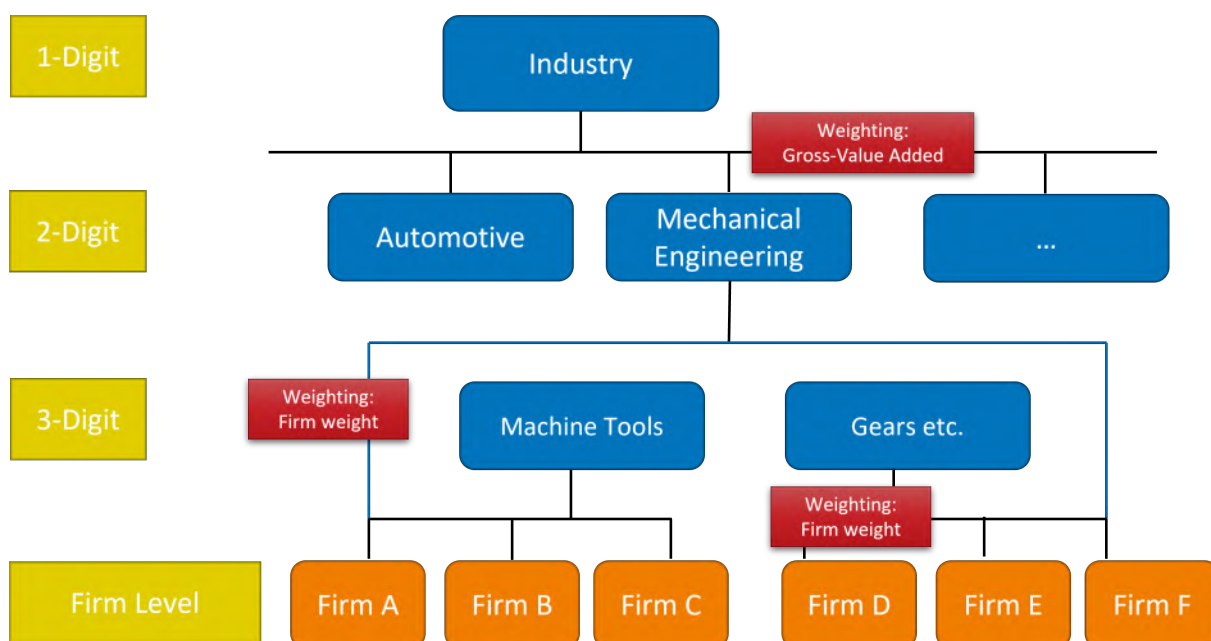 1-Digit
Industry
Weighting:
Gross-Value Added
2-Digit
Automotive
Mechanical
Engineering
...
3-Digit
Weighting:
Firm weight
Machine Tools
Gears etc.
Weighting:
Firm weight
Firm Level
Firm A
Firm B
Firm C
Firm D
Firm E
Firm F